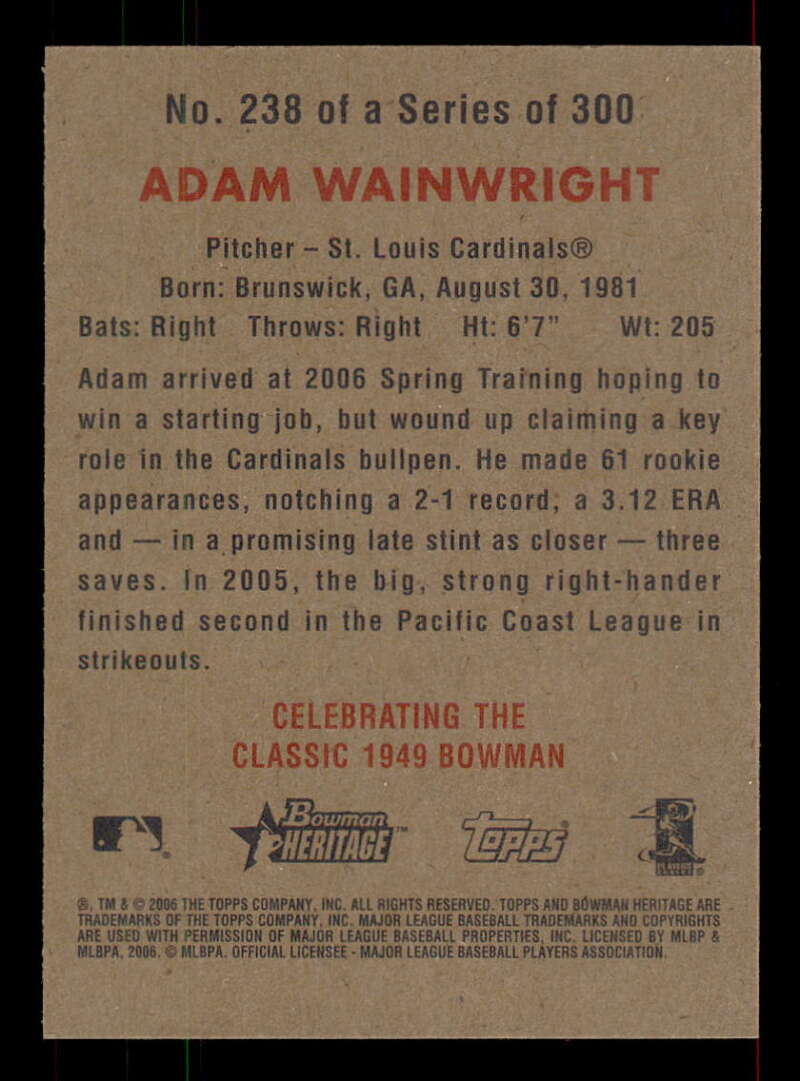 No. 238 of a Series of 300
ADAM WAINWRIGHT
Pitcher – St. Louis Cardinals®
Born: Brunswick, GA, August 30, 1981
Bats: Right Throws: Right Ht: 6'7" Wt: 205
Adam arrived at 2006 Spring Training hoping to
win a starting job, but wound up claiming a key
role in the Cardinals bullpen. He made 61 rookie
appearances, notching a 2-1 record, a 3.12 ERA
and — in a promising late stint as closer — three
saves. In 2005, the big, strong right-hander
finished second in the Pacific Coast League in
strikeouts.
CELEBRATING THE
CLASSIC 1949 BOWMAN
Bowman
HERITAGE™
TOPPS
®, TM & © 2006 THE TOPPS COMPANY, INC. ALL RIGHTS RESERVED. TOPPS AND BOWMAN HERITAGE ARE
TRADEMARKS OF THE TOPPS COMPANY, INC. MAJOR LEAGUE BASEBALL TRADEMARKS AND COPYRIGHTS
ARE USED WITH PERMISSION OF MAJOR LEAGUE BASEBALL PROPERTIES, INC. LICENSED BY MLBP &
MLBPA, 2006. © MLBPA. OFFICIAL LICENSEE - MAJOR LEAGUE BASEBALL PLAYERS ASSOCIATION.